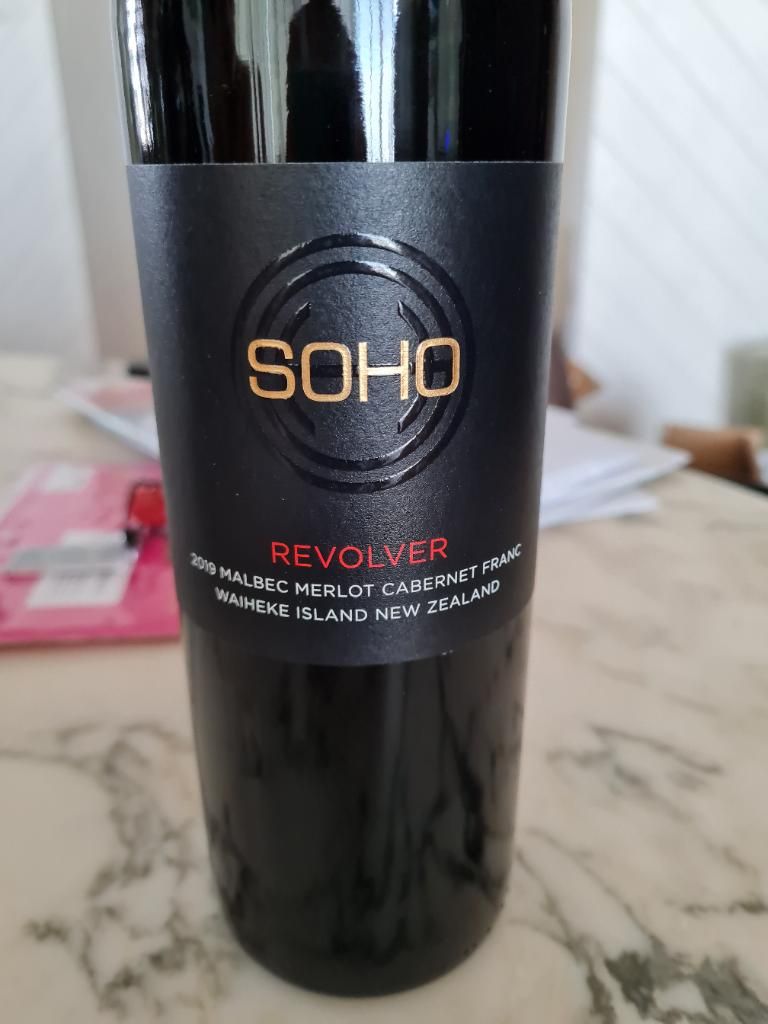 SOHO
REVOLVER
2019 MALBEC MERLOT CABERNET FRANC
WAIHEKE ISLAND NEW ZEALAND